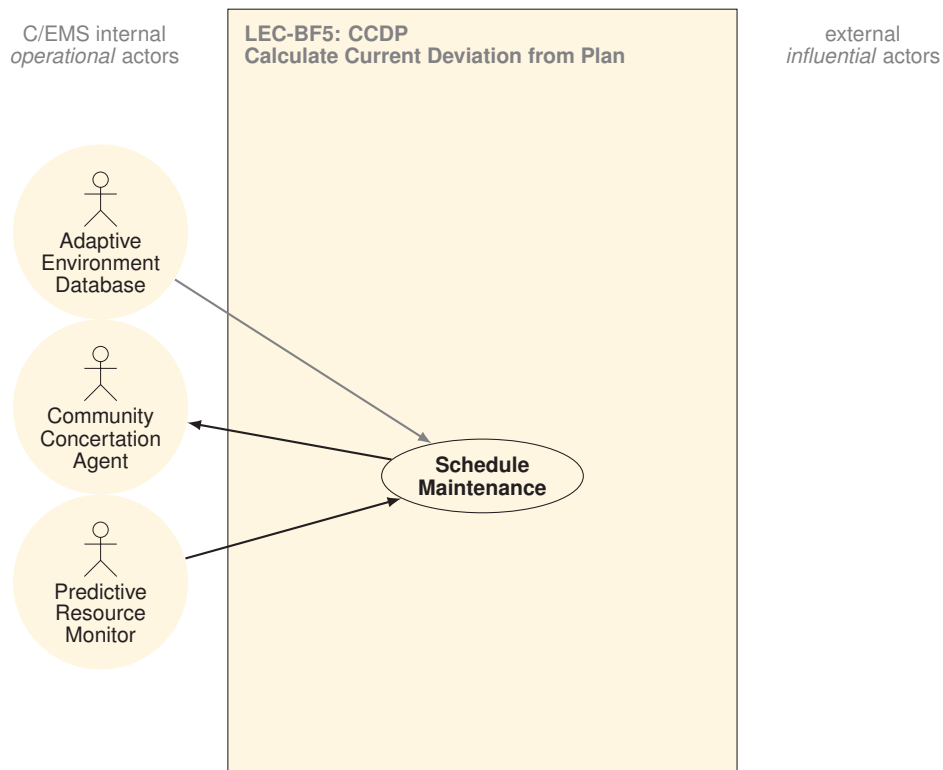 C/EMS internal
operational actors
LEC-BF5: CCDP
Calculate Current Deviation from Plan
external
influential actors
Adaptive
Environment
Database
Community
Concertation
Agent
Schedule
Maintenance
Predictive
Resource
Monitor